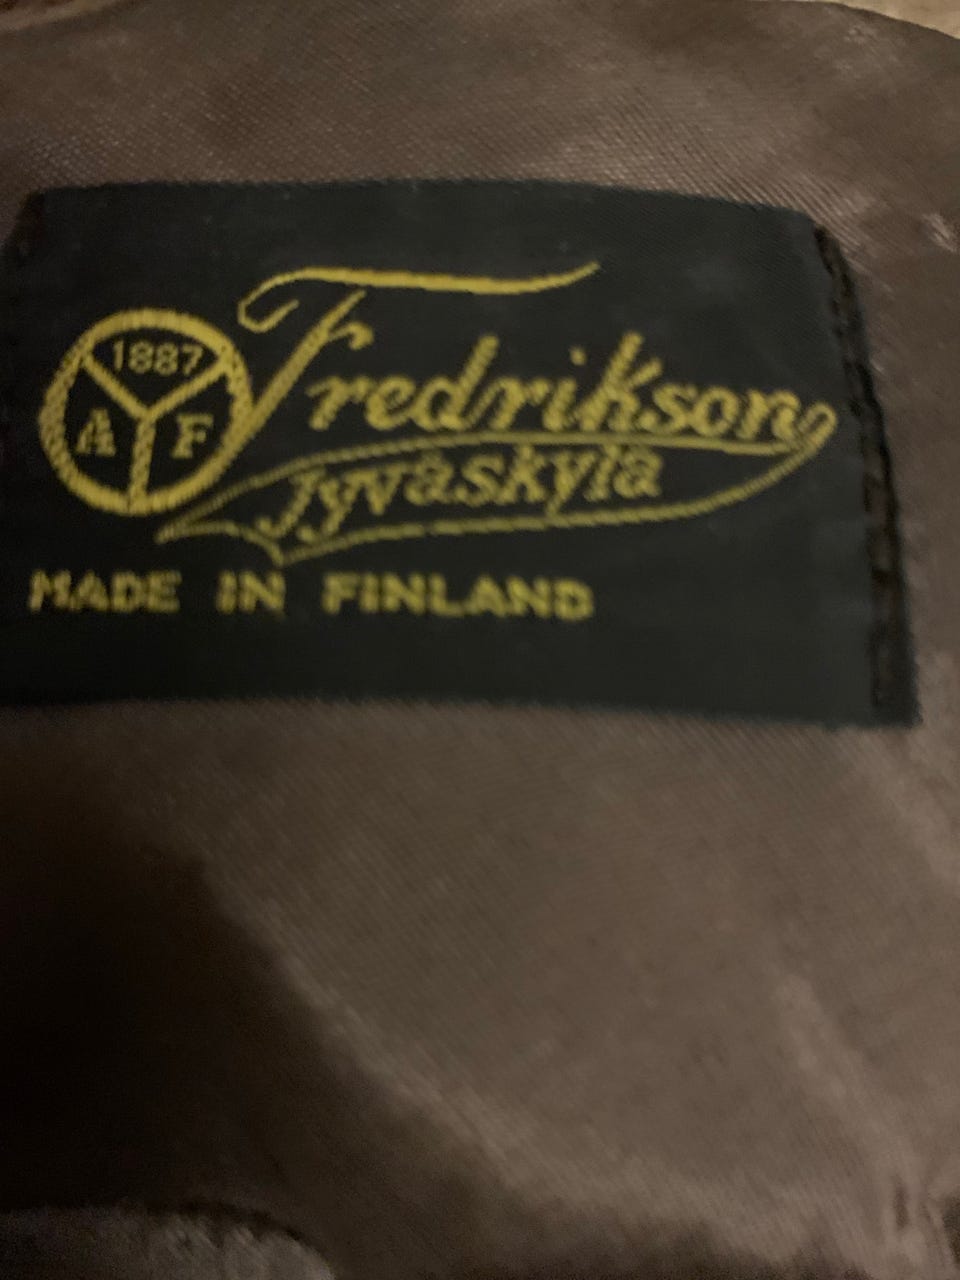 1887
A F
Fredrikson
Jyväskylä
MADE IN FINLAND